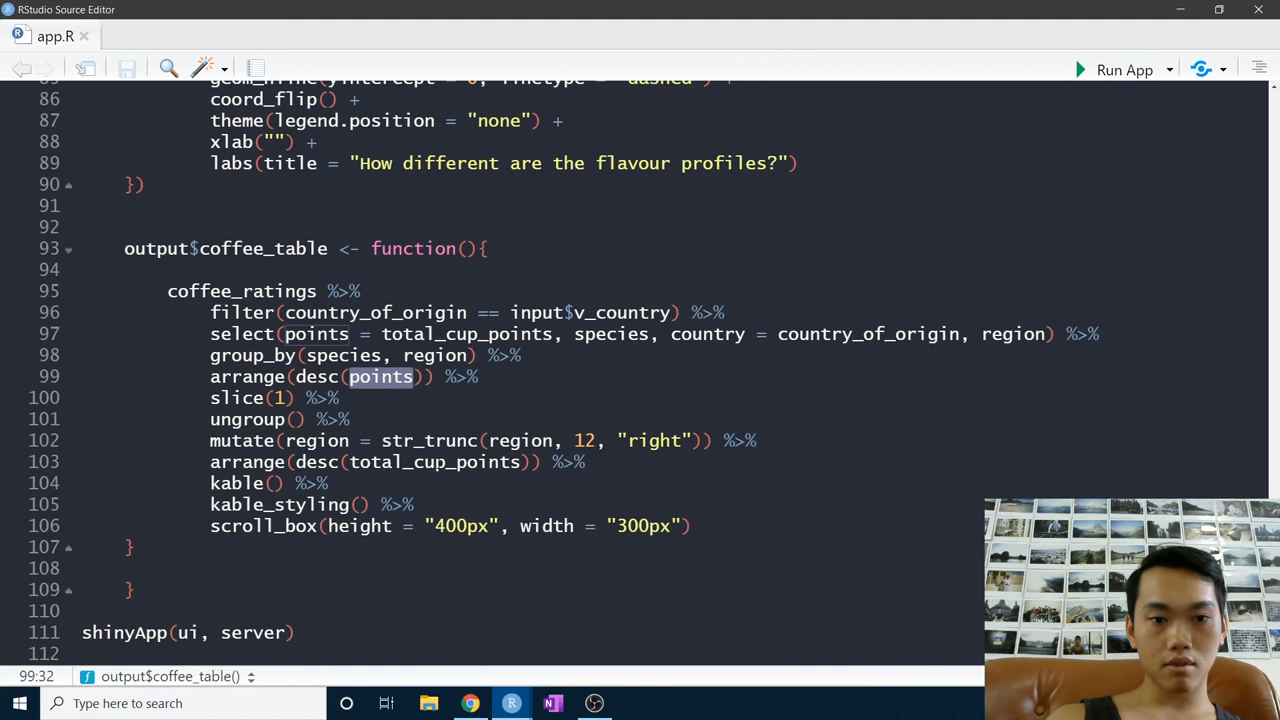 RStudio Source Editor
app.R
Run App
geom_hline(yintercept = 0, linetype = "dashed") +
86 coord_flip() +
87 theme(legend.position = "none") +
88 xlab("") +
89 labs(title = "How different are the flavour profiles?")
90 })
91
92
93 output$coffee_table <- function(){
94
95 coffee_ratings %>%
96 filter(country_of_origin == input$v_country) %>%
97 select(points = total_cup_points, species, country = country_of_origin, region) %>%
98 group_by(species, region) %>%
99 arrange(desc(points)) %>%
100 slice(1) %>%
101 ungroup() %>%
102 mutate(region = str_trunc(region, 12, "right")) %>%
103 arrange(desc(total_cup_points)) %>%
104 kable() %>%
105 kable_styling() %>%
106 scroll_box(height = "400px", width = "300px")
107 }
108
109 }
110
111 shinyApp(ui, server)
112
99:32 output$coffee_table()
Type here to search